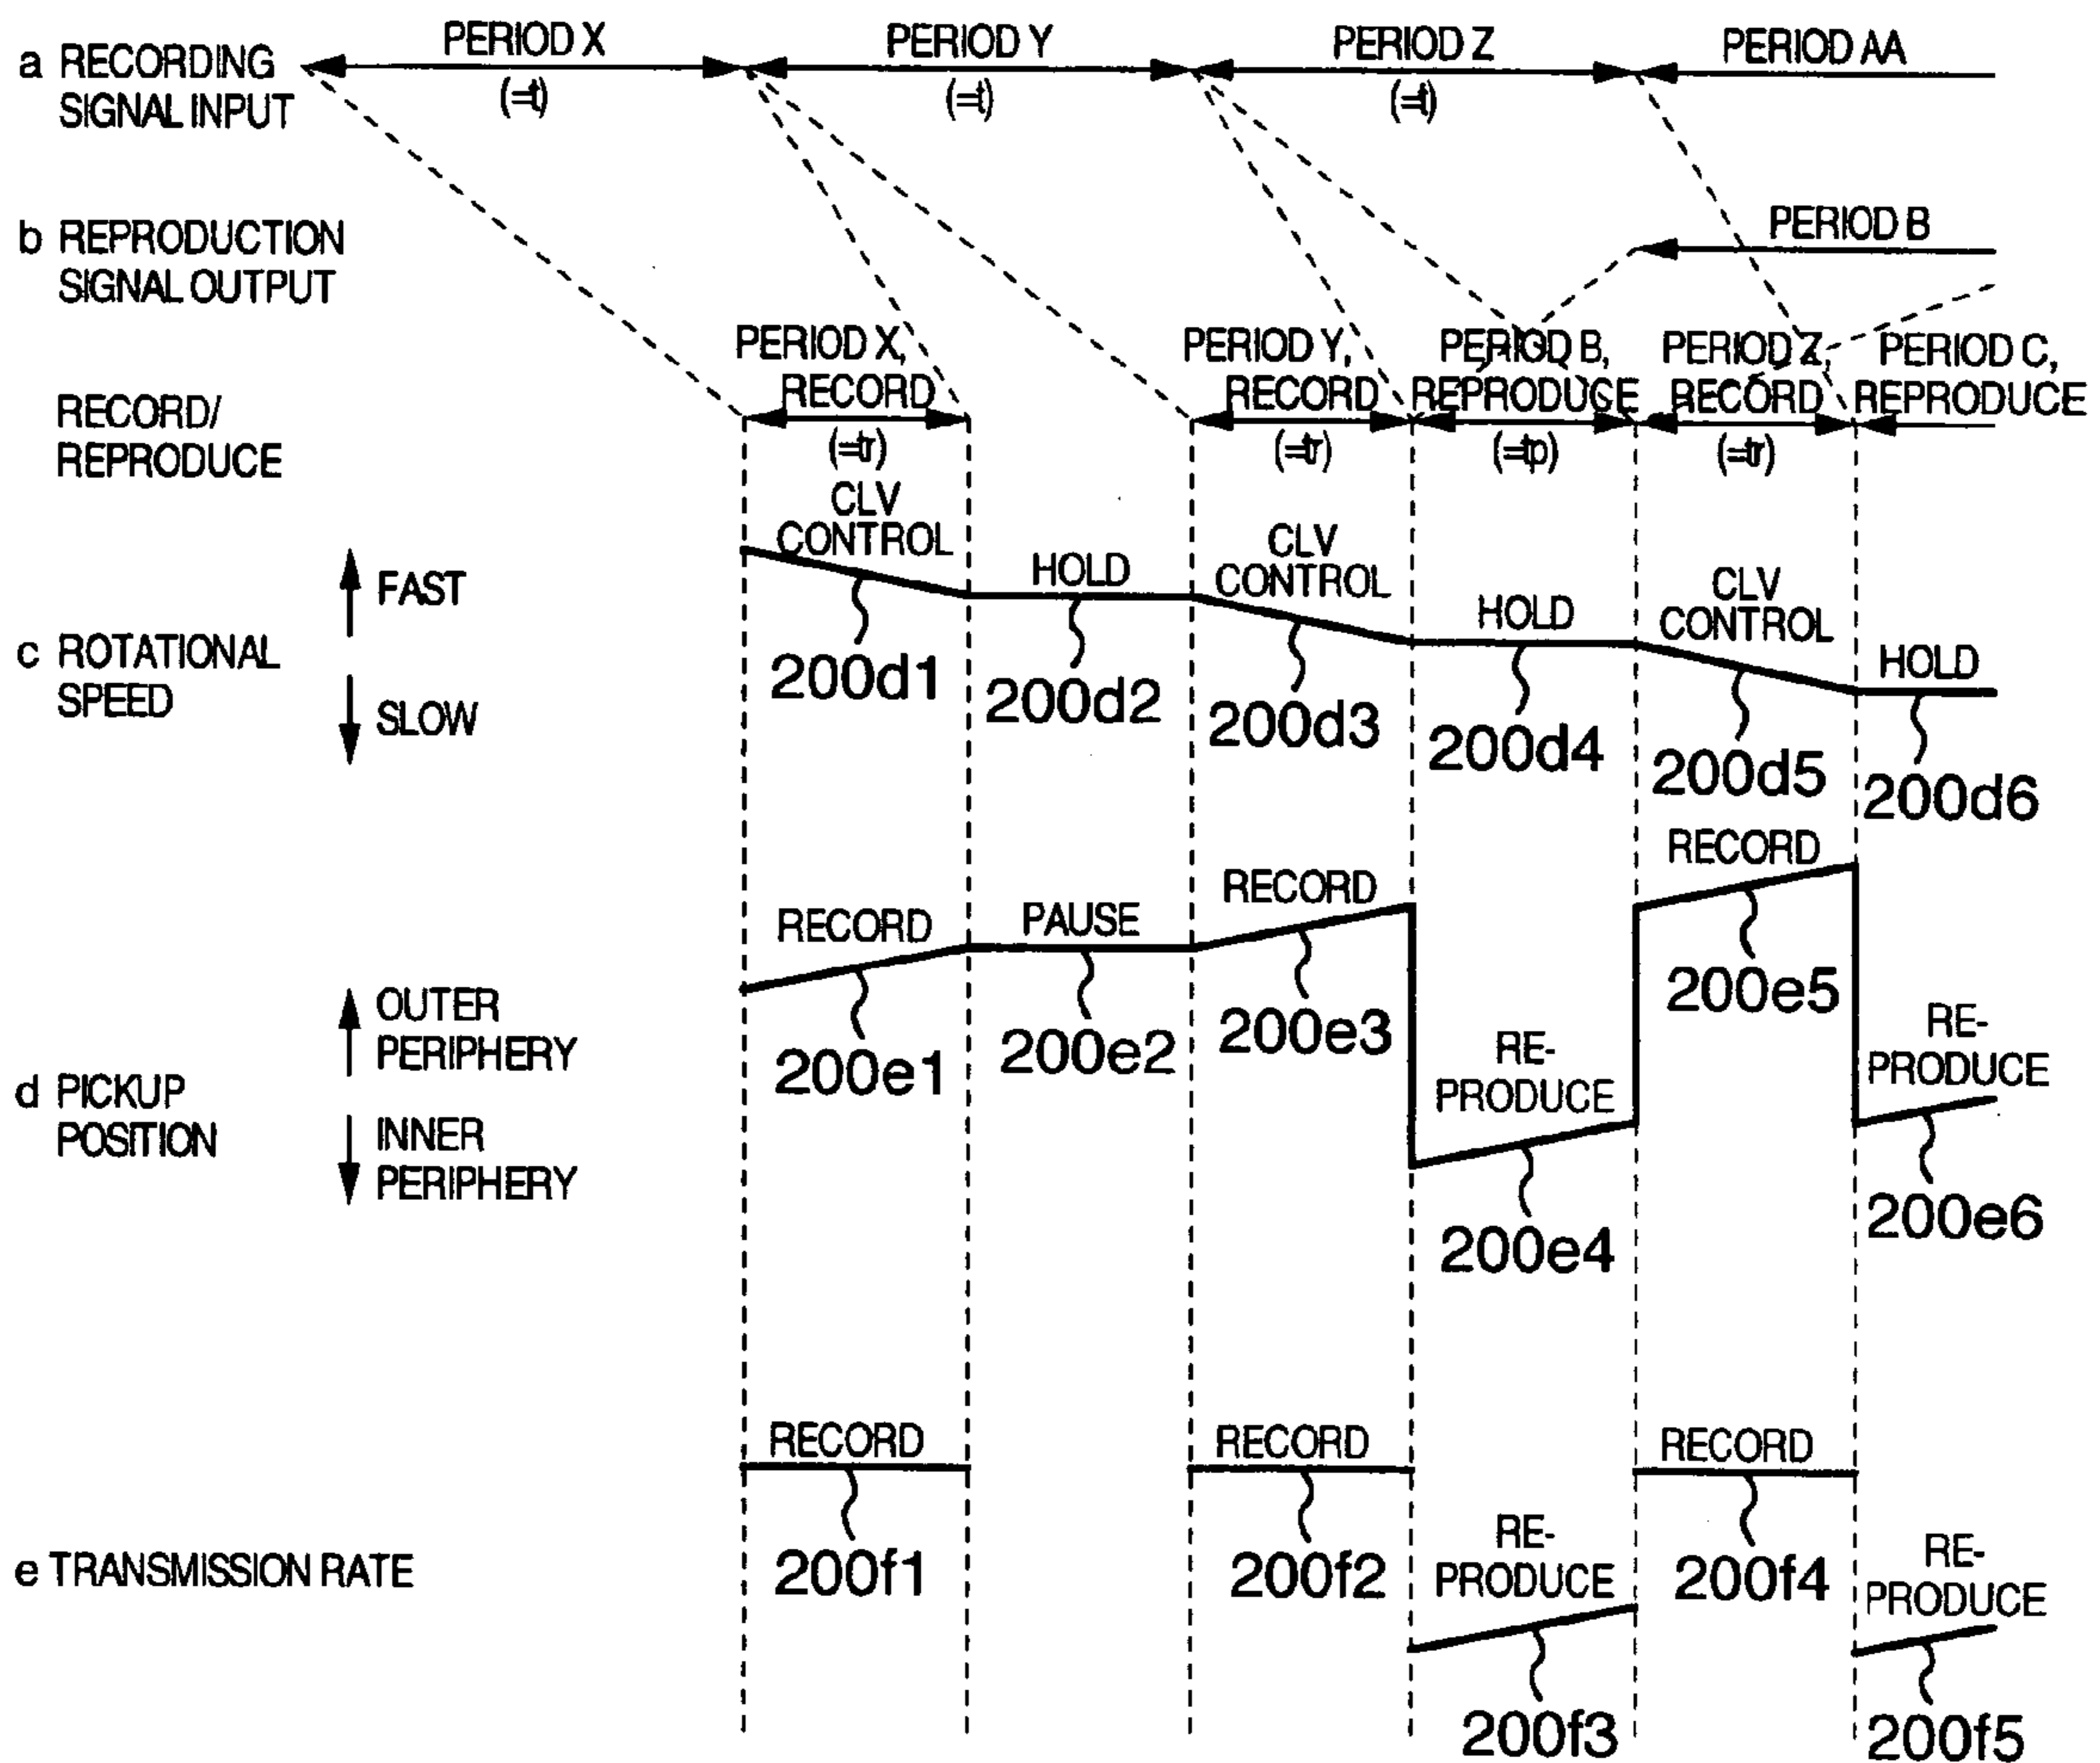 PERIOD X
PERIOD Y
PERIOD Z
PERIOD AA
a RECORDING
SIGNAL INPUT
(=t)
(=t)
(=t)
b REPRODUCTION
SIGNAL OUTPUT
PERIOD B
PERIOD X,
RECORD
PERIOD Y,
RECORD
PERIOD B,
REPRODUCE
PERIOD Z,
RECORD
PERIOD C,
REPRODUCE
RECORD/
REPRODUCE
(=tr)
(=tr)
(=tp)
(=tr)
CLV
CONTROL
HOLD
CLV
CONTROL
HOLD
CLV
CONTROL
HOLD
FAST
c ROTATIONAL
SPEED
SLOW
200d1
200d2
200d3
200d4
200d5
200d6
RECORD
PAUSE
RECORD
RE-
PRODUCE
RECORD
RE-
PRODUCE
OUTER
PERIPHERY
d PICKUP
POSITION
INNER
PERIPHERY
200e1
200e2
200e3
200e4
200e5
200e6
RECORD
RECORD
RE-
PRODUCE
RECORD
RE-
PRODUCE
e TRANSMISSION RATE
200f1
200f2
200f3
200f4
200f5